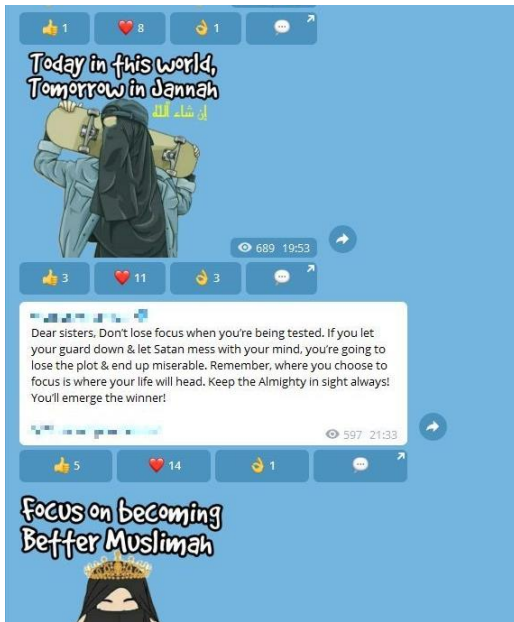 👍 1 ❤️ 8 👌 1 💬
Today in this world,
Tomorrow in Jannah
إن شاء الله
689 19:53
👍 3 ❤️ 11 👌 3 💬
Dear sisters, Don't lose focus when you're being tested. If you let
your guard down & let Satan mess with your mind, you're going to
lose the plot & end up miserable. Remember, where you choose to
focus is where your life will head. Keep the Almighty in sight always!
You'll emerge the winner!
597 21:33
👍 5 ❤️ 14 👌 1 💬
Focus on becoming
Better Muslimah